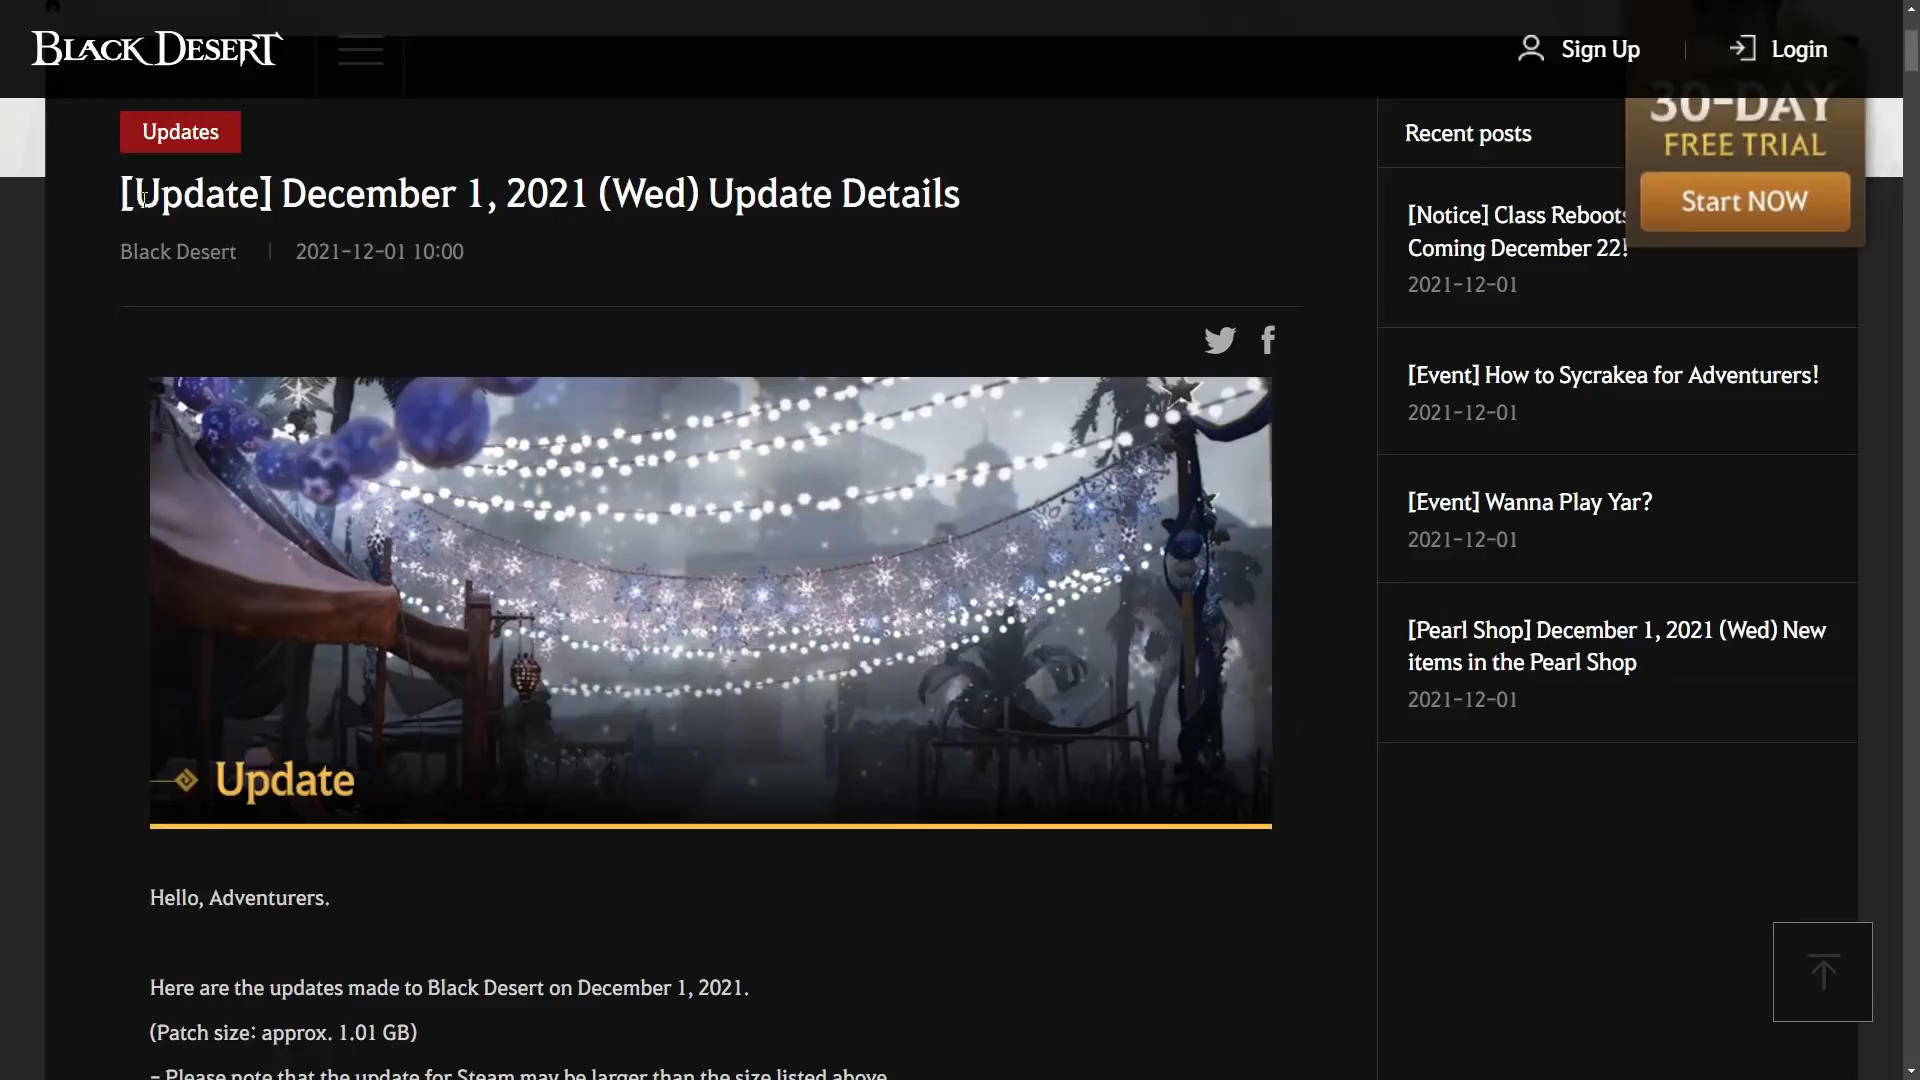 BLACK DESERT
Sign Up
Login
30-DAY
FREE TRIAL
Start NOW
Updates
[Update] December 1, 2021 (Wed) Update Details
Black Desert
2021-12-01 10:00
Update
Hello, Adventurers.
Here are the updates made to Black Desert on December 1, 2021.
(Patch size: approx. 1.01 GB)
- Please note that the update for Steam may be larger than the size listed above.
Recent posts
[Notice] Class Reboots
Coming December 22!
2021-12-01
[Event] How to Sycrakea for Adventurers!
2021-12-01
[Event] Wanna Play Yar?
2021-12-01
[Pearl Shop] December 1, 2021 (Wed) New
items in the Pearl Shop
2021-12-01